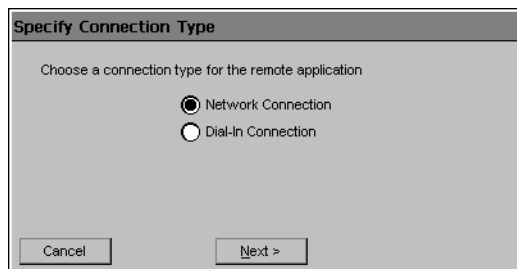 Specify Connection Type
Choose a connection type for the remote application
Network Connection
Dial-In Connection
Cancel
Next >